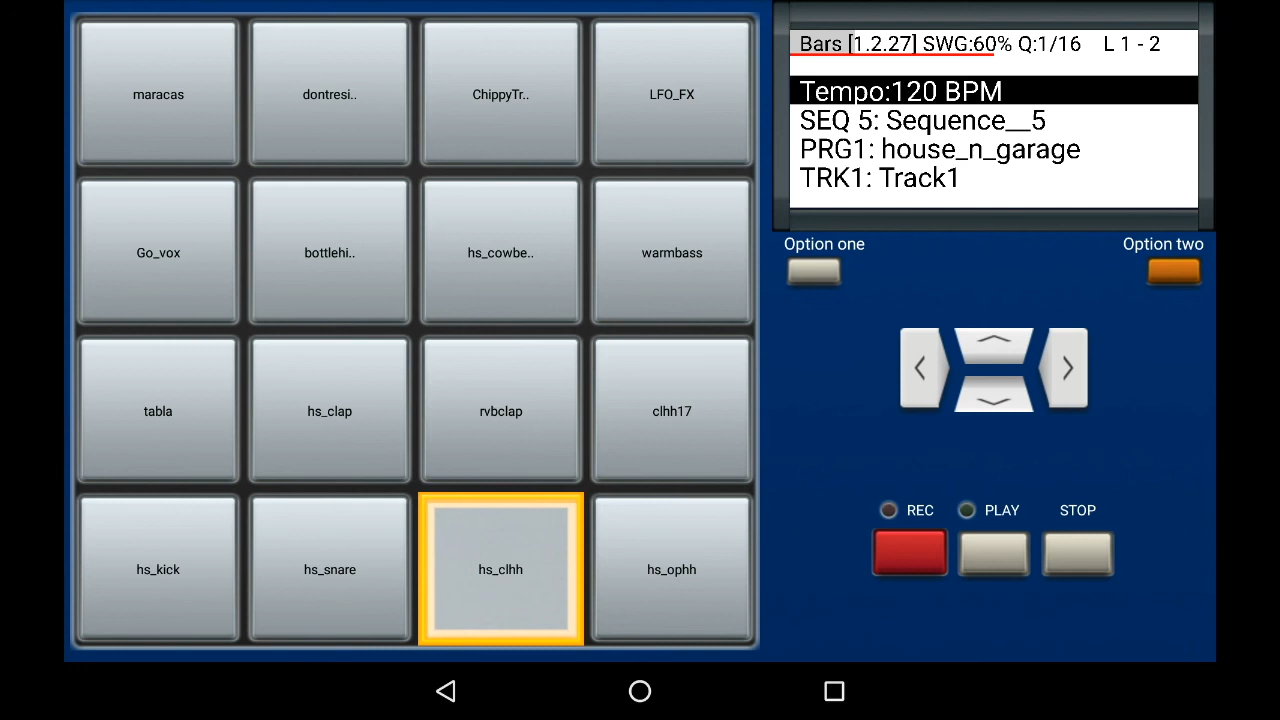 maracas
dontresi..
ChippyTr..
LFO_FX
Go_vox
bottlehi..
hs_cowbe..
warmbass
tabla
hs_clap
rvbclap
clhh17
hs_kick
hs_snare
hs_clhh
hs_ophh
Bars [1.2.27] SWG:60% Q:1/16 L 1 - 2
Tempo:120 BPM
SEQ 5: Sequence__5
PRG1: house_n_garage
TRK1: Track1
Option one
Option two
REC
PLAY
STOP